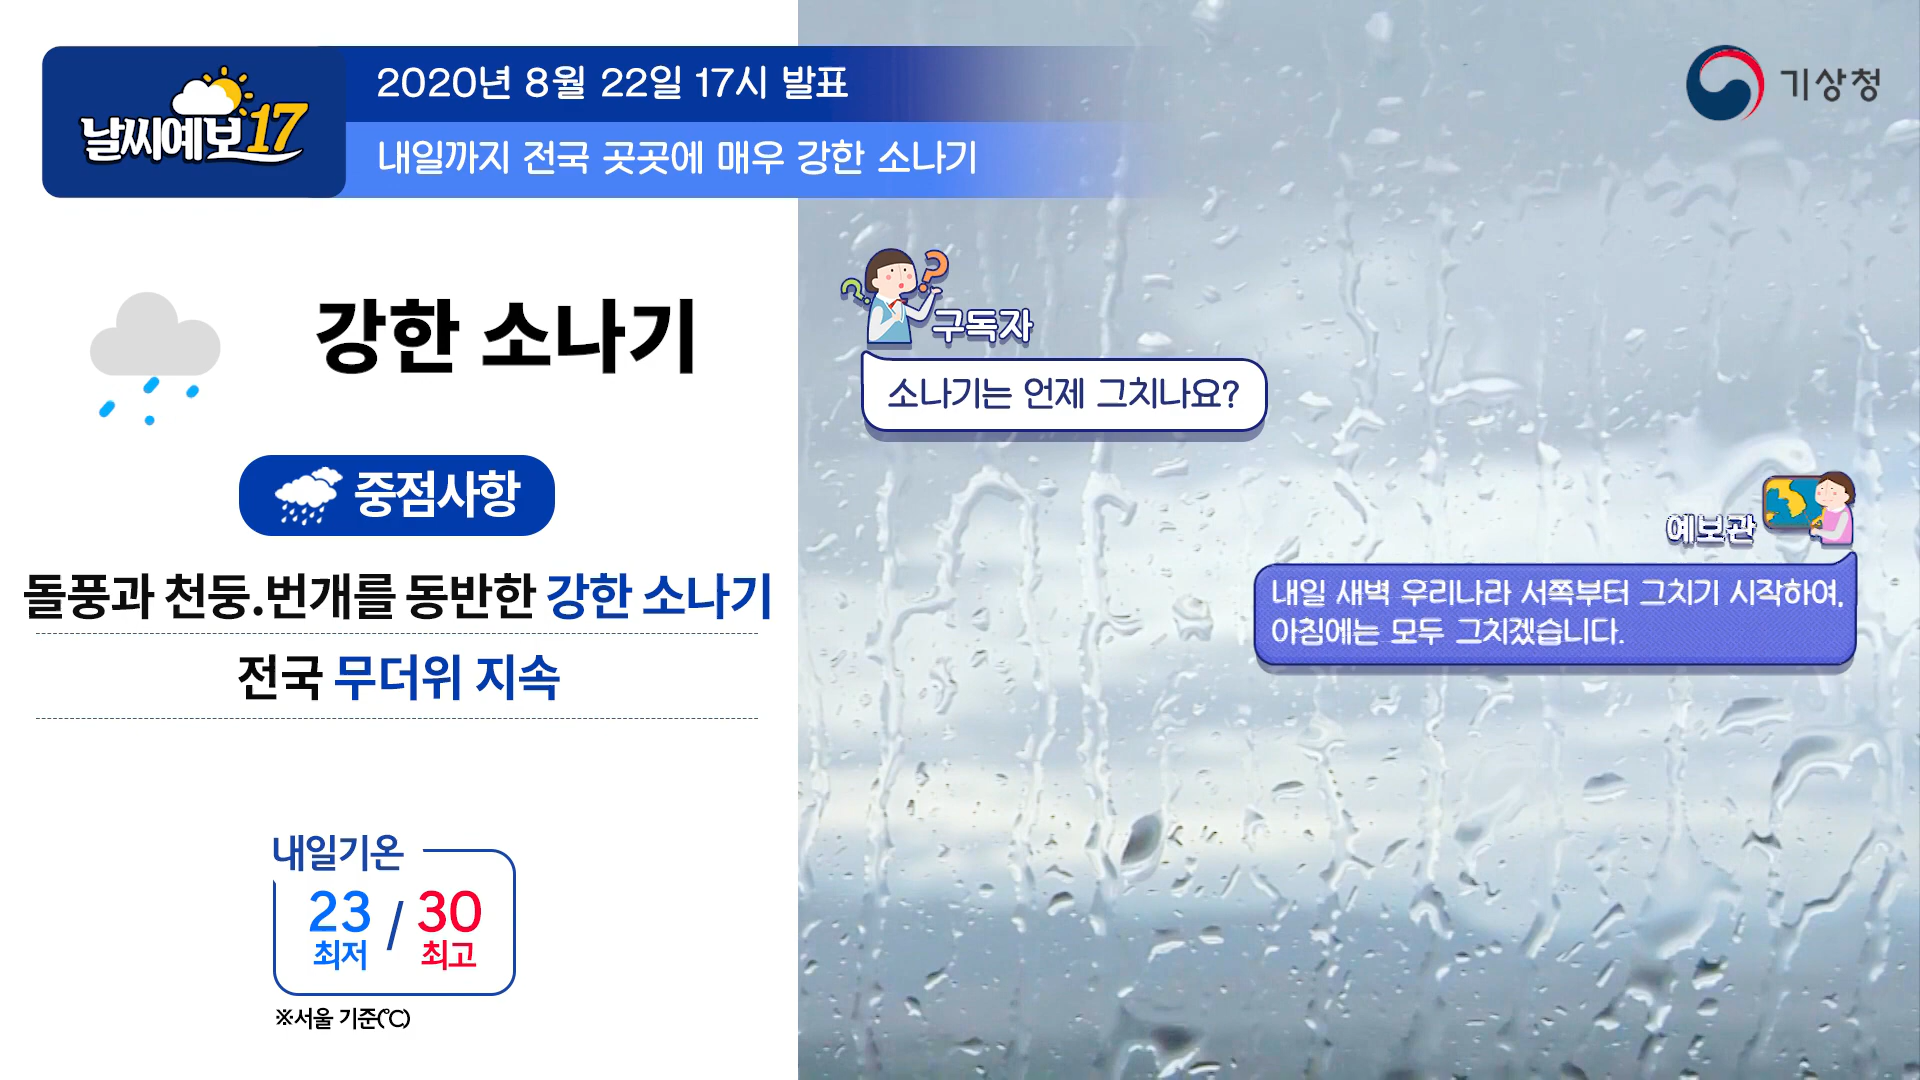 날씨예보17
2020년 8월 22일 17시 발표
내일까지 전국 곳곳에 매우 강한 소나기
기상청
강한 소나기
중점사항
돌풍과 천둥.번개를 동반한 강한 소나기
전국 무더위 지속
내일기온
23 / 30
최저 최고
※서울 기준(℃)
구독자
소나기는 언제 그치나요?
예보관
내일 새벽 우리나라 서쪽부터 그치기 시작하여,
아침에는 모두 그치겠습니다.